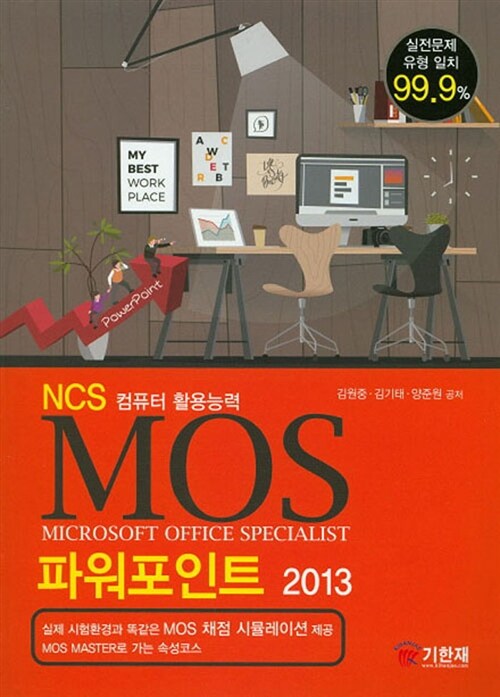 실전문제
유형 일치
99.9%
MY
BEST
WORK
PLACE
PowerPoint
NCS 컴퓨터 활용능력
김원중 · 김기태 · 양준원 공저
MOS
MICROSOFT OFFICE SPECIALIST
파워포인트 2013
실제 시험환경과 똑같은 MOS 채점 시뮬레이션 제공
MOS MASTER로 가는 속성코스
기한재